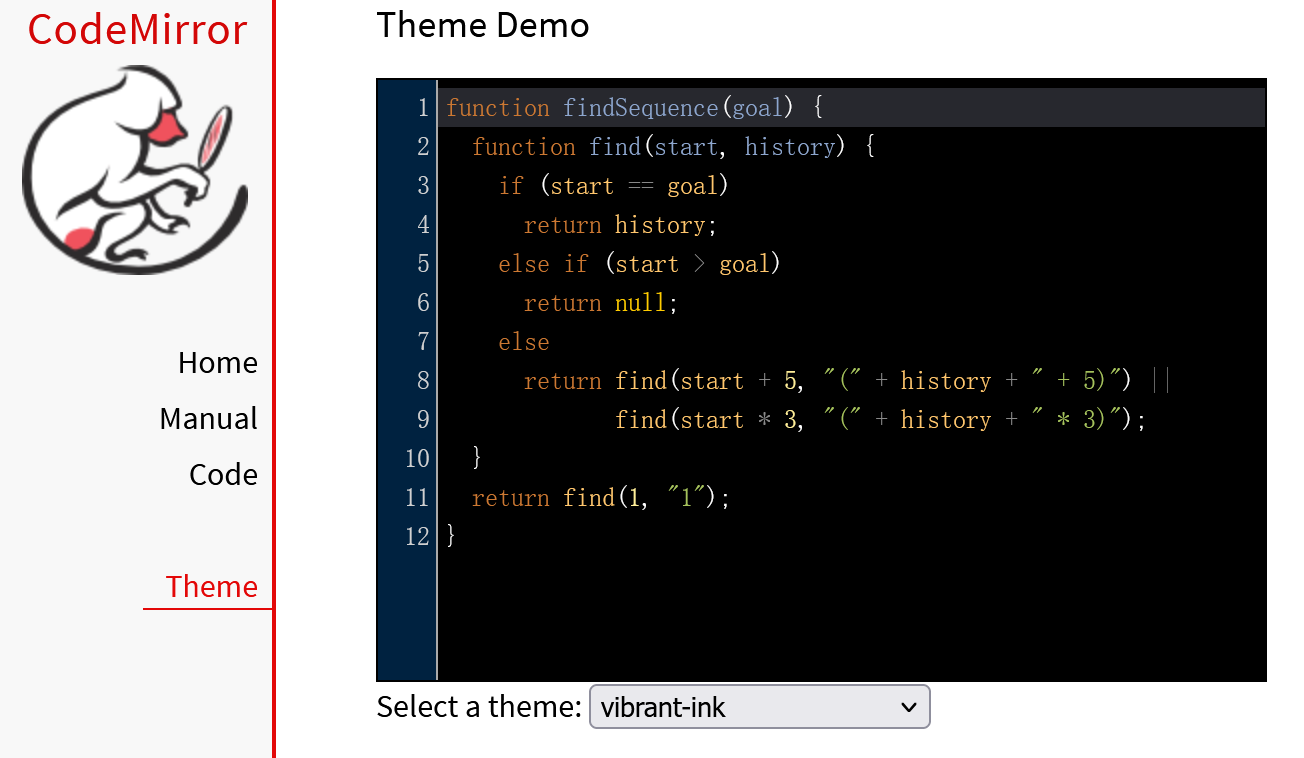 CodeMirror
Home
Manual
Code
Theme
Theme Demo
1 function findSequence(goal) {
2   function find(start, history) {
3     if (start == goal)
4       return history;
5     else if (start > goal)
6       return null;
7     else
8       return find(start + 5, "(" + history + " + 5)") ||
9              find(start * 3, "(" + history + " * 3)");
10   }
11   return find(1, "1");
12 }
Select a theme: vibrant-ink